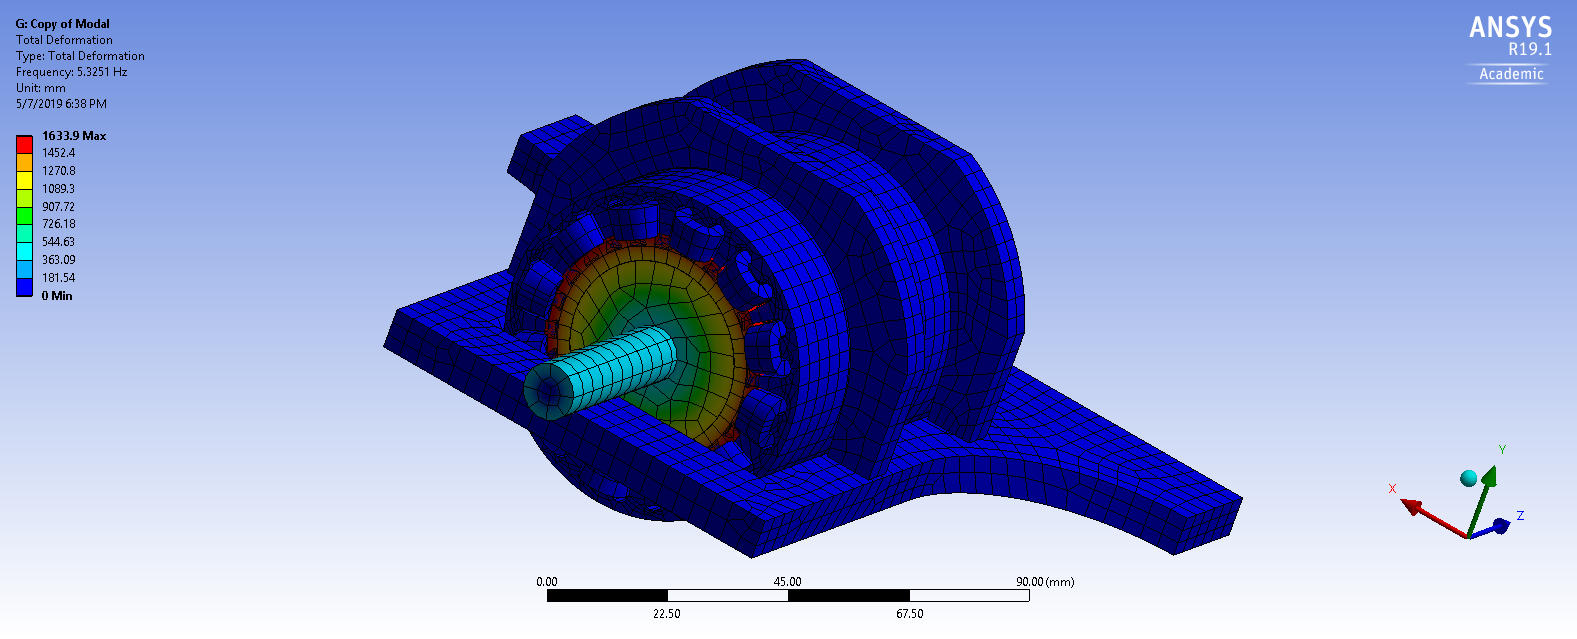 G: Copy of Modal
Total Deformation
Type: Total Deformation
Frequency: 5.3251 Hz
Unit: mm
5/7/2019 6:38 PM
1633.9 Max
1452.4
1270.8
1089.3
907.72
726.18
544.63
363.09
181.54
0 Min
ANSYS
R19.1
Academic
Y
X
Z
0.00 45.00 90.00 (mm)
22.50 67.50